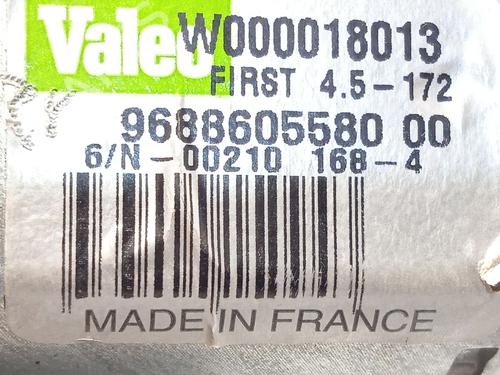 Valeo
W000018013
FIRST 4.5-172
9688605580 00
6/N-00210 168-4
MADE IN FRANCE